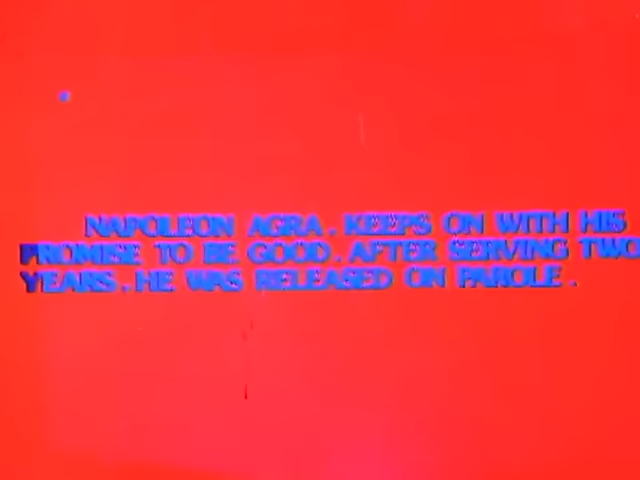 NAPOLEON AGRA, KEEPS ON WITH HIS
PROMISE TO BE GOOD. AFTER SERVING TWO
YEARS, HE WAS RELEASED ON PAROLE.